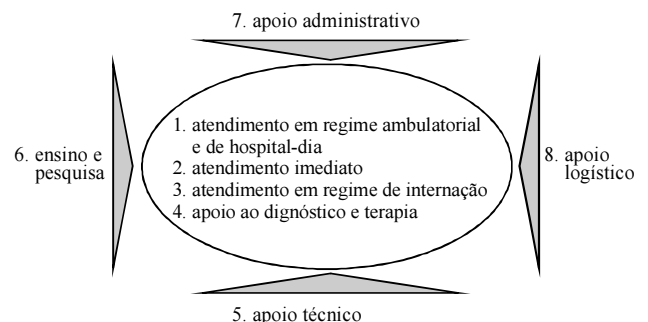 7. apoio administrativo
1. atendimento em regime ambulatorial
e de hospital-dia
2. atendimento imediato
3. atendimento em regime de internação
4. apoio ao dignóstico e terapia
6. ensino e
pesquisa
8. apoio
logístico
5. apoio técnico